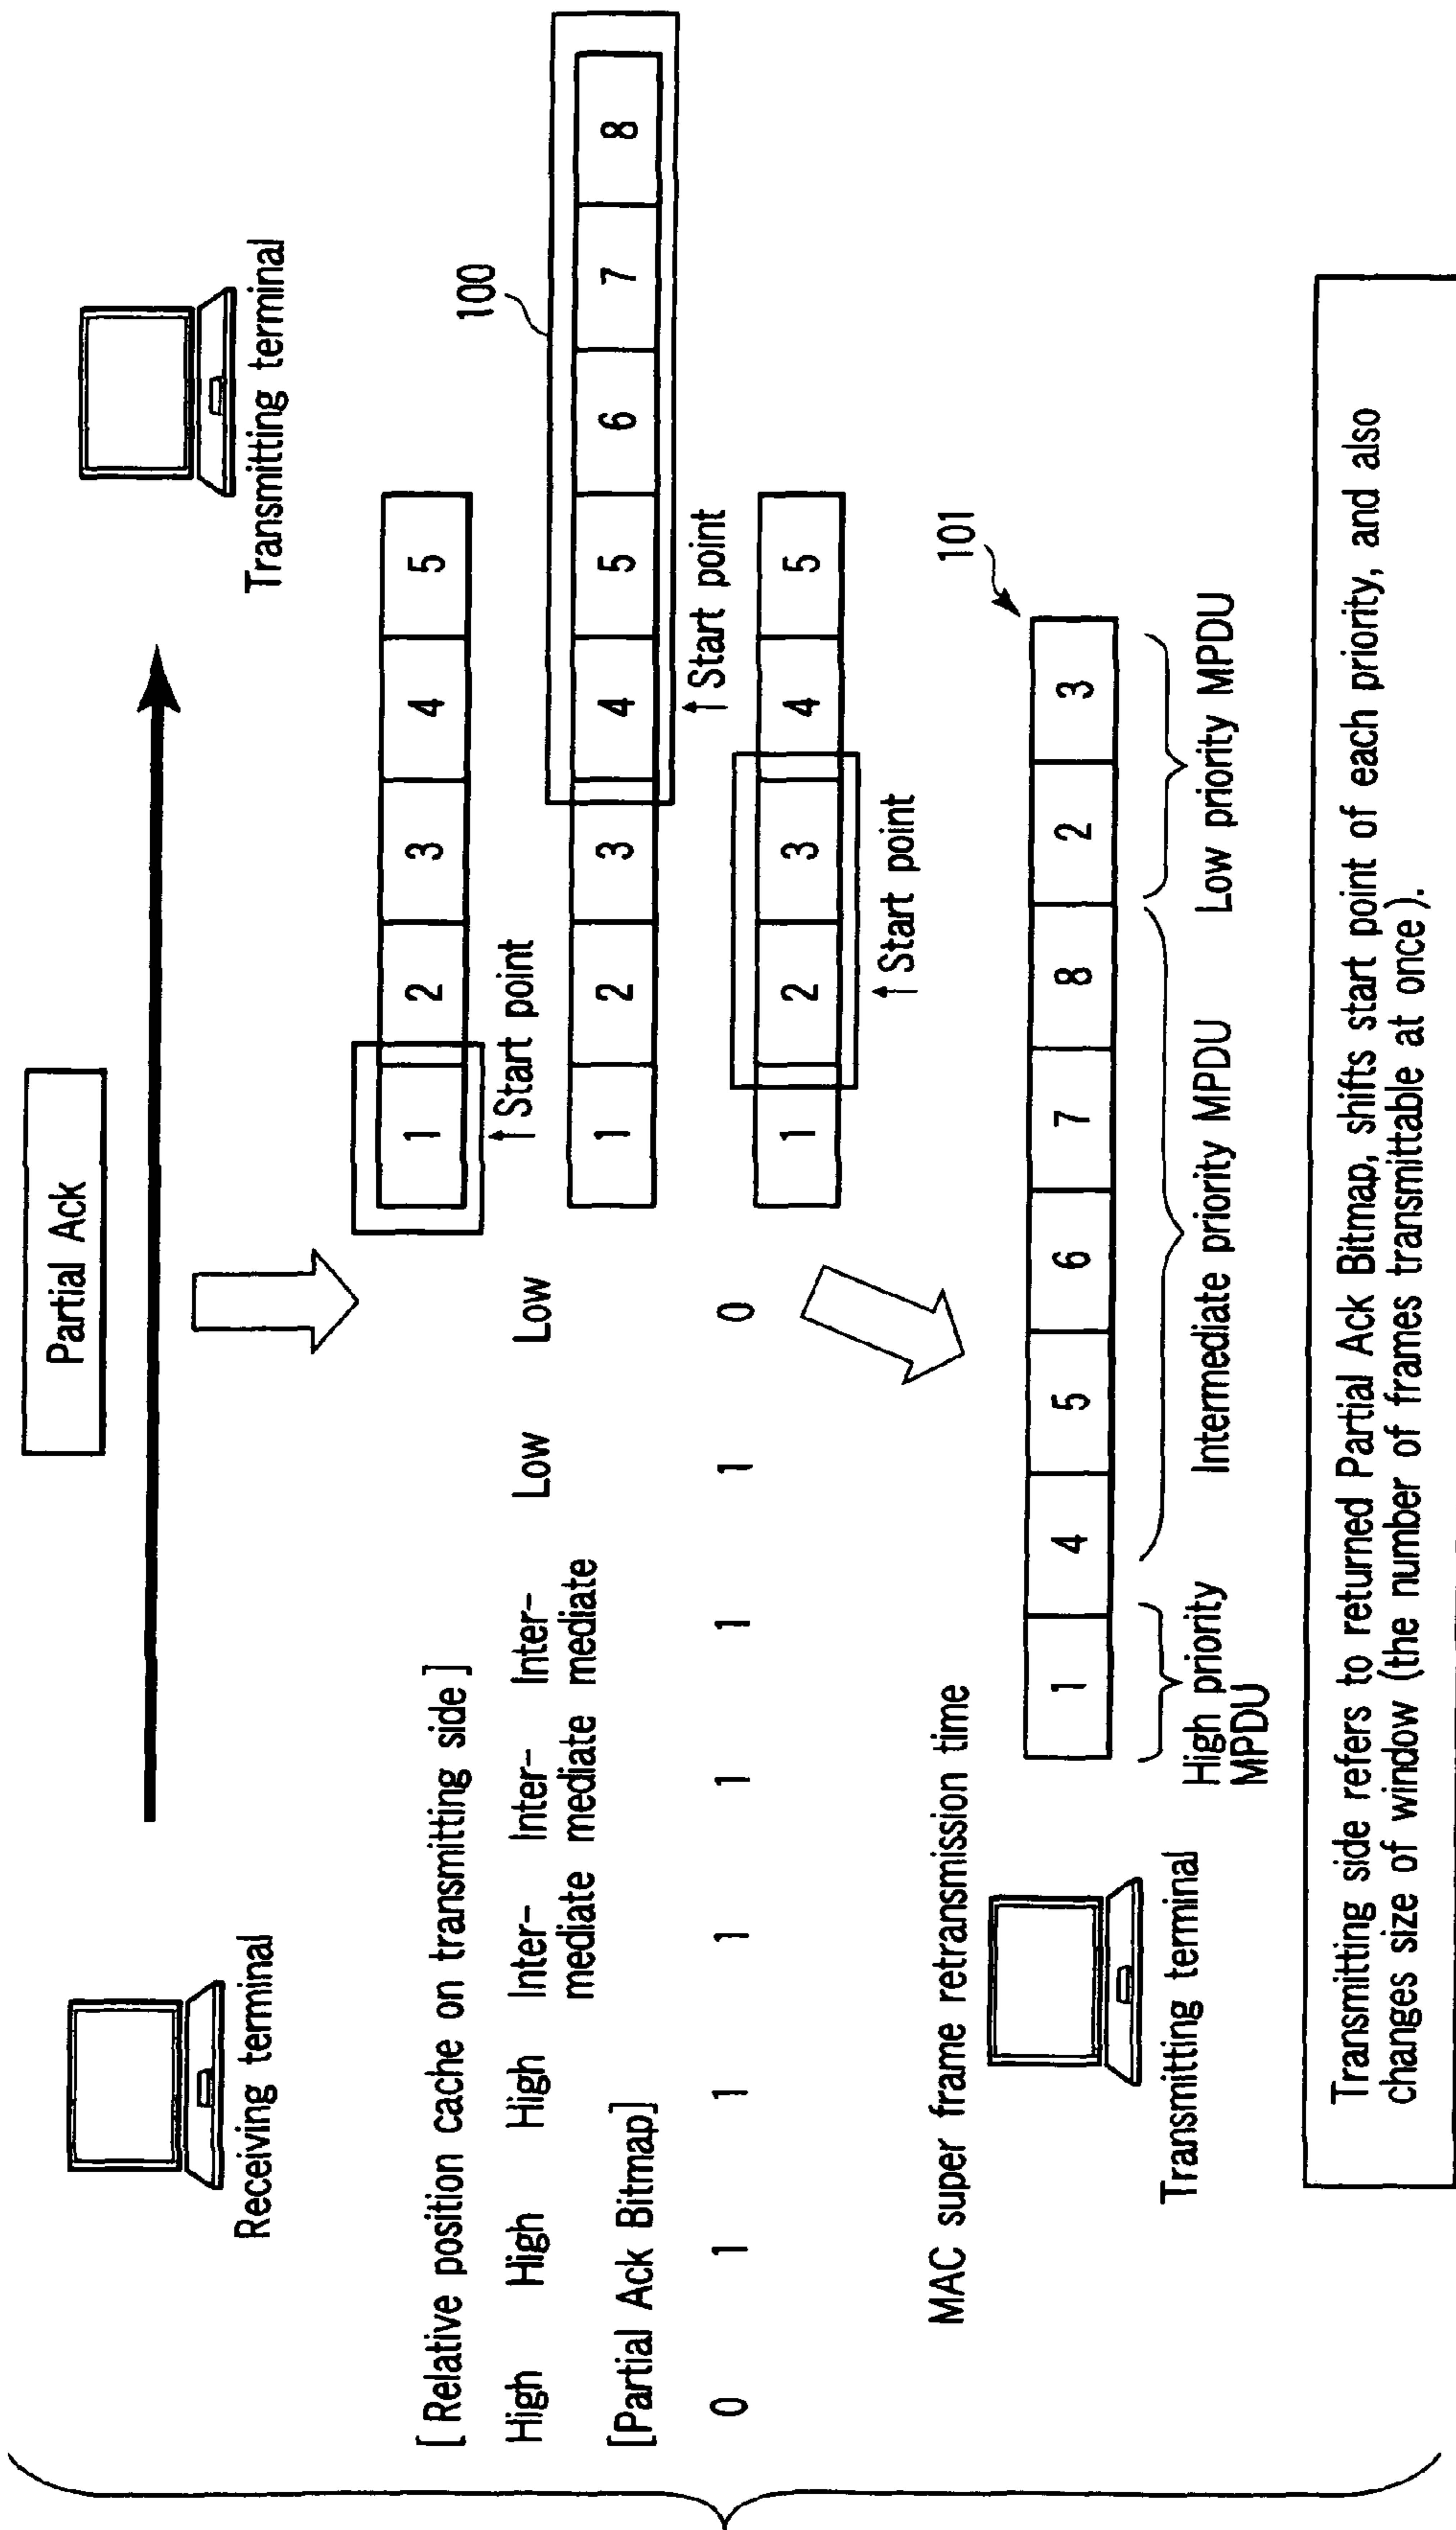 Partial Ack
Receiving terminal
Transmitting terminal
[Relative position cache on transmitting side]
High High High Inter- Inter- Inter- Low Low
mediate mediate mediate
[Partial Ack Bitmap]
0 1 1 1 1 1 1 0
1 2 3 4 5
↑Start point
100
1 2 3 4 5 6 7 8
↑Start point
1 2 3 4 5
↑Start point
MAC super frame retransmission time
Transmitting terminal
101
1 4 5 6 7 8 2 3
High priority
MPDU
Intermediate priority MPDU
Low priority MPDU
Transmitting side refers to returned Partial Ack Bitmap, shifts start point of each priority, and also
changes size of window (the number of frames transmittable at once).